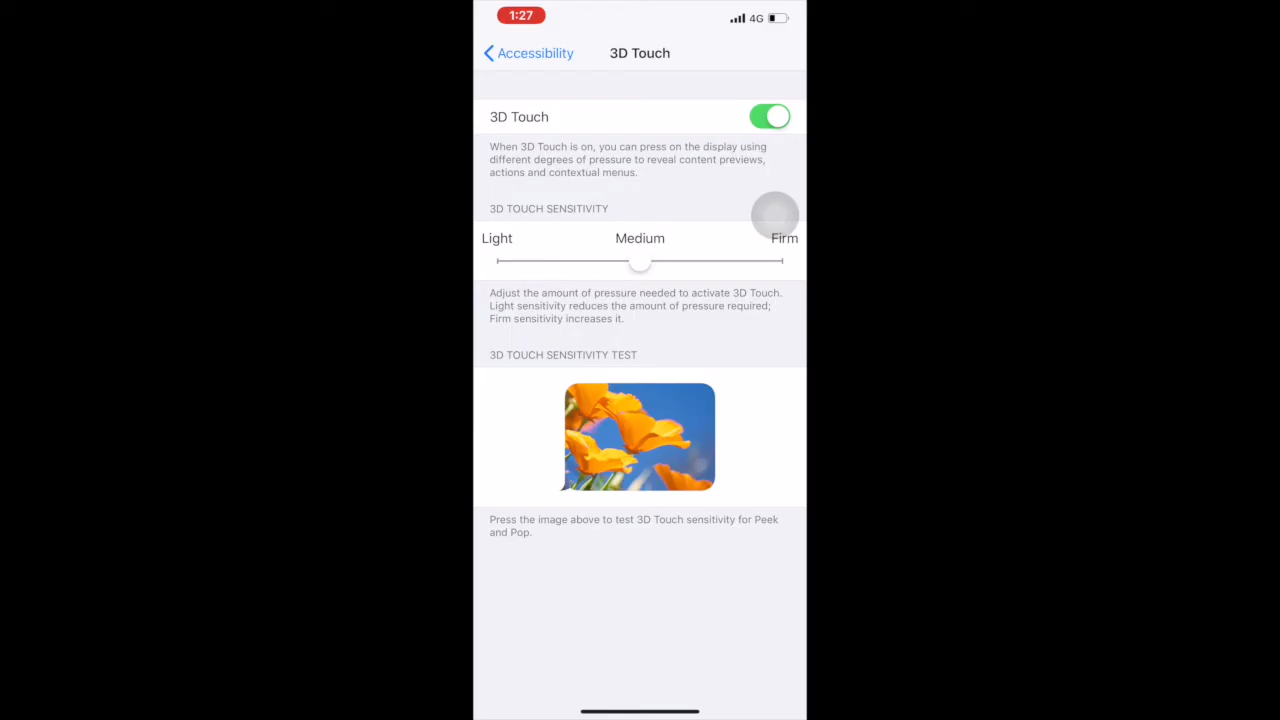 1:27
4G
Accessibility
3D Touch
3D Touch
When 3D Touch is on, you can press on the display using
different degrees of pressure to reveal content previews,
actions and contextual menus.
3D TOUCH SENSITIVITY
Light Medium Firm
Adjust the amount of pressure needed to activate 3D Touch.
Light sensitivity reduces the amount of pressure required;
Firm sensitivity increases it.
3D TOUCH SENSITIVITY TEST
Press the image above to test 3D Touch sensitivity for Peek
and Pop.